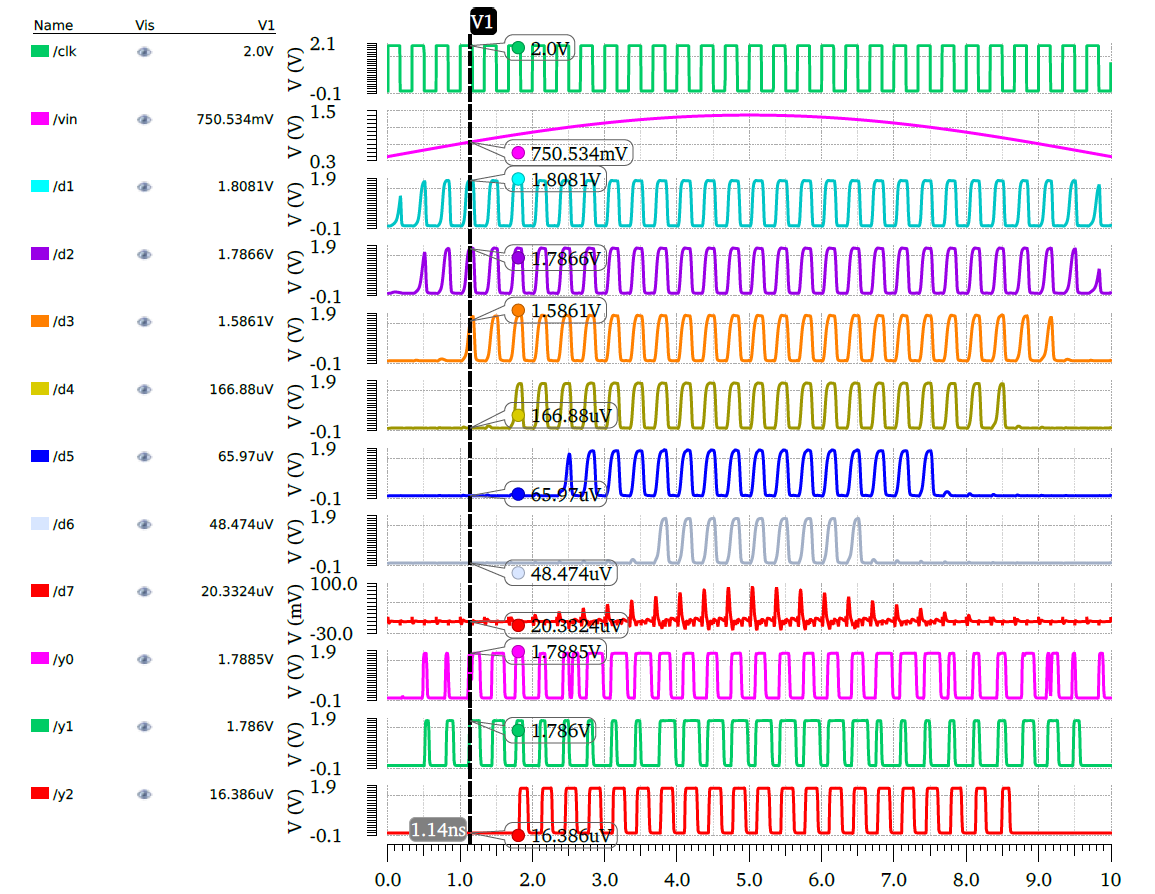 Name Vis V1
V1
/clk 2.0V
V (V) 2.1 -0.1
2.0V
/vin 750.534mV
V (V) 1.5 0.3
750.534mV
/d1 1.8081V
V (V) 1.9 -0.1
1.8081V
/d2 1.7866V
V (V) 1.9 -0.1
1.7866V
/d3 1.5861V
V (V) 1.9 -0.1
1.5861V
/d4 166.88uV
V (V) 1.9 -0.1
166.88uV
/d5 65.97uV
V (V) 1.9 -0.1
65.97uV
/d6 48.474uV
V (V) 1.9 -0.1
48.474uV
/d7 20.3324uV
V (mV) 100.0 -30.0
20.3324uV
/y0 1.7885V
V (V) 1.9 -0.1
1.7885V
/y1 1.786V
V (V) 1.9 -0.1
1.786V
/y2 16.386uV
V (V) 1.9 -0.1
1.14ns
16.386uV
0.0 1.0 2.0 3.0 4.0 5.0 6.0 7.0 8.0 9.0 10